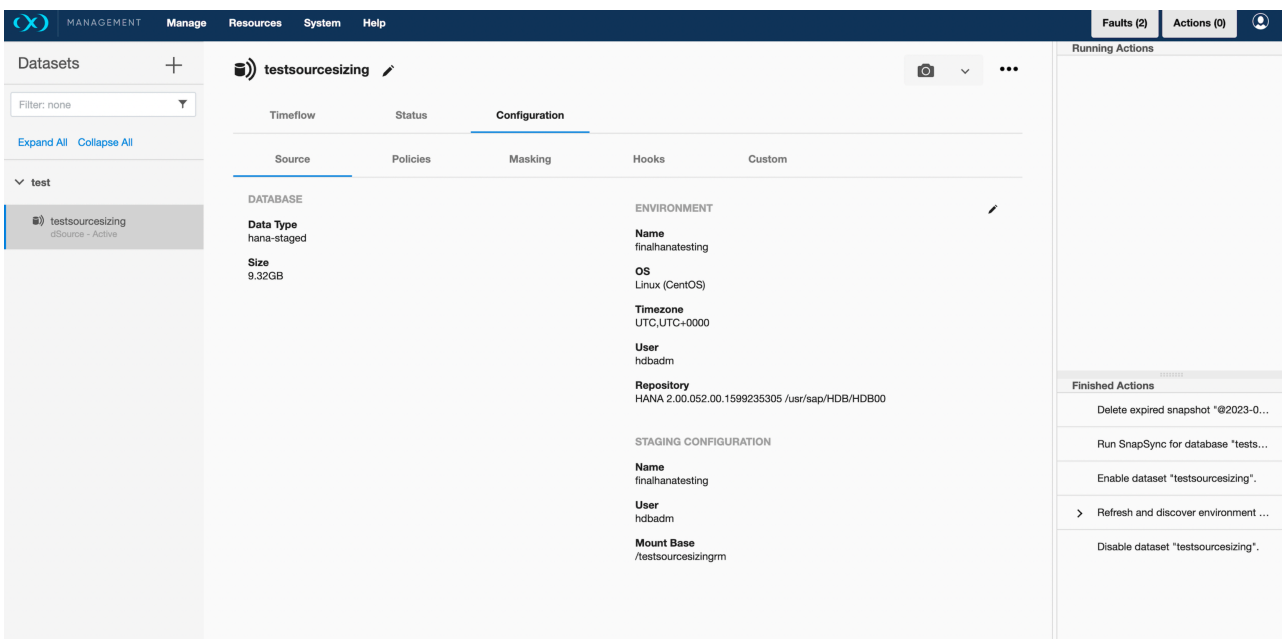 MANAGEMENT Manage Resources System Help Faults (2) Actions (0)
Datasets
Filter: none
Expand All Collapse All
test
testsourcesizing
dSource - Active
testsourcesizing
Timeflow Status Configuration
Source Policies Masking Hooks Custom
DATABASE
Data Type
hana-staged
Size
9.32GB
ENVIRONMENT
Name
finalhanatesting
OS
Linux (CentOS)
Timezone
UTC,UTC+0000
User
hdbadm
Repository
HANA 2.00.052.00.1599235305 /usr/sap/HDB/HDB00
STAGING CONFIGURATION
Name
finalhanatesting
User
hdbadm
Mount Base
/testsourcesizingrm
Running Actions
Finished Actions
Delete expired snapshot "@2023-0...
Run SnapSync for database "tests...
Enable dataset "testsourcesizing".
Refresh and discover environment ...
Disable dataset "testsourcesizing".